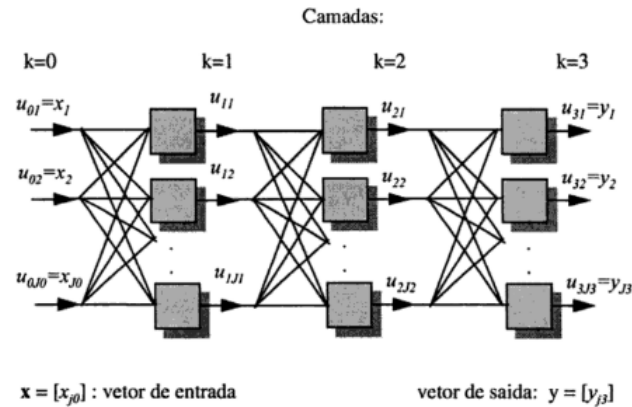 Camadas:
k=0 k=1 k=2 k=3
u01=x1 u11 u21 u31=y1
u02=x2 u12 u22 u32=y2
u0J0=xJ0 u1J1 u2J2 u3J3=yJ3
x = [xj0] : vetor de entrada
vetor de saida: y = [yj3]